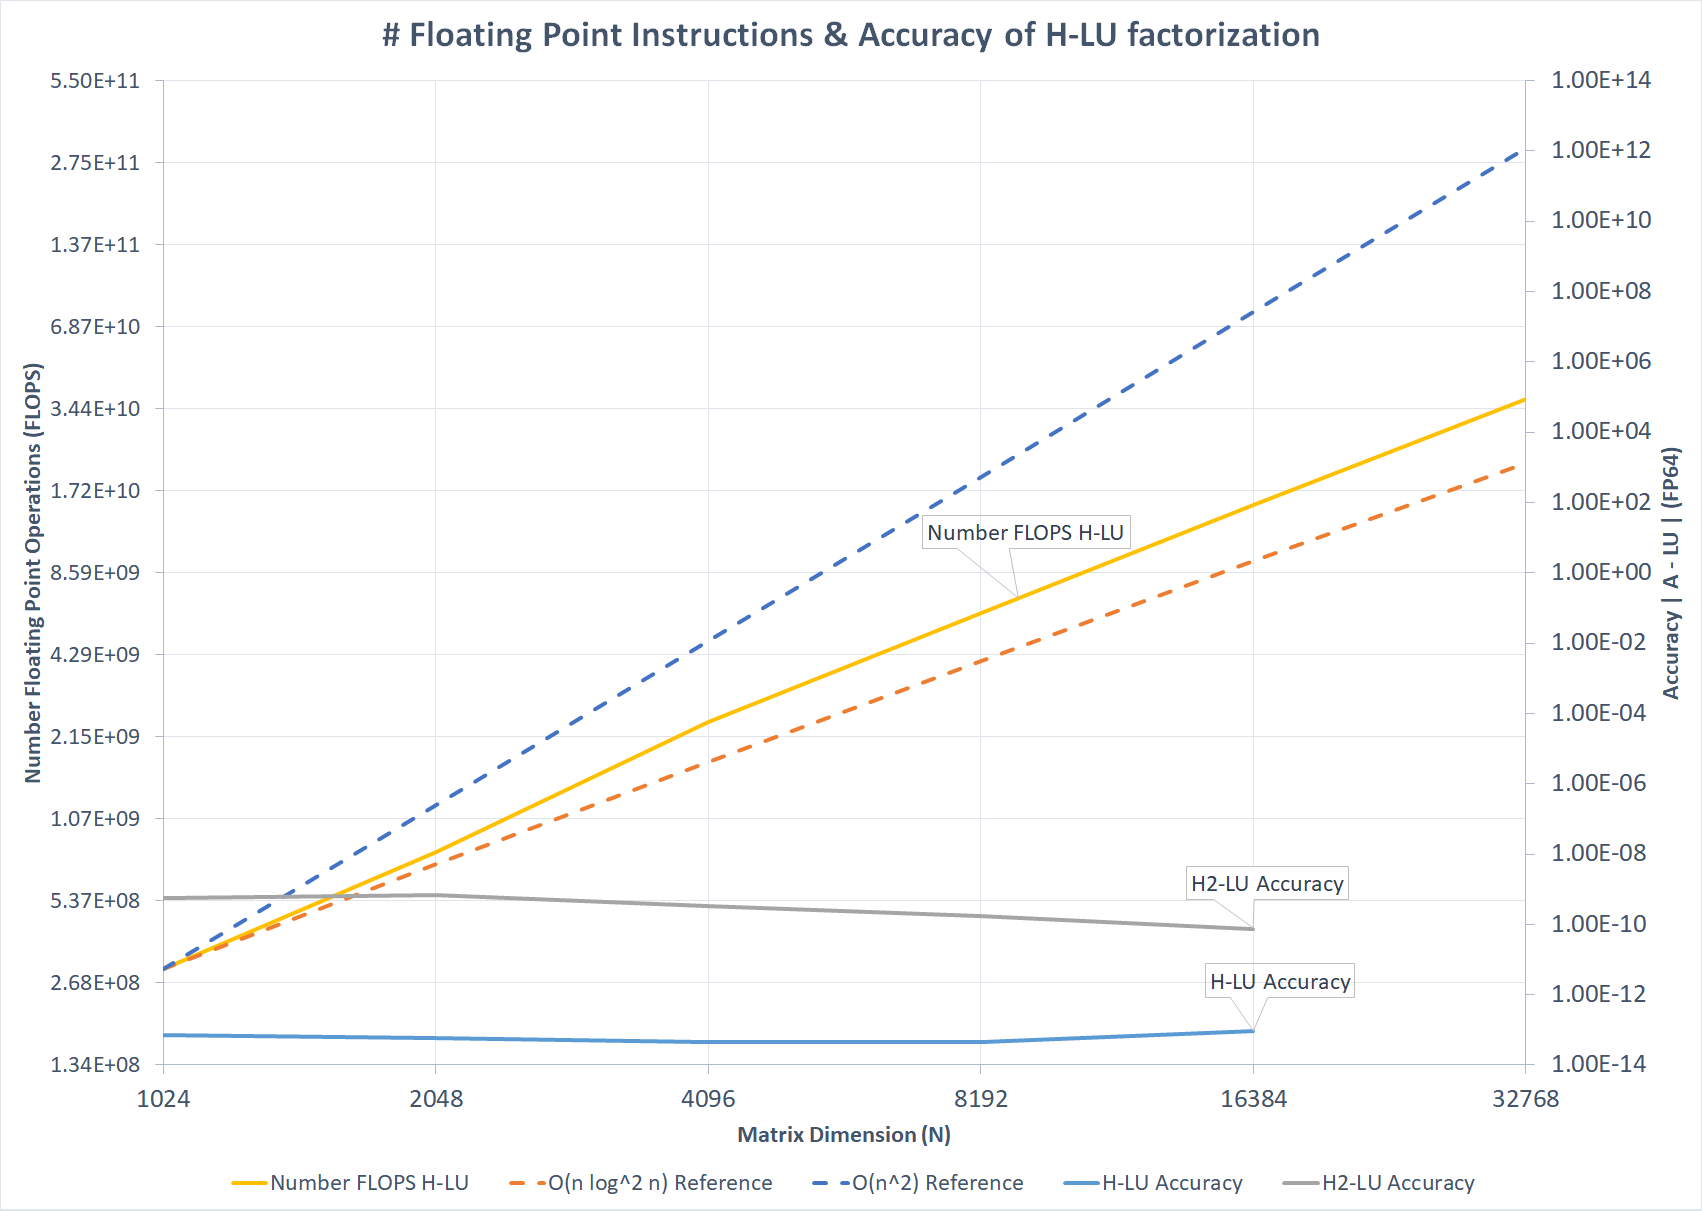 # Floating Point Instructions & Accuracy of H-LU factorization
Number Floating Point Operations (FLOPS)
5.50E+11
2.75E+11
1.37E+11
6.87E+10
3.44E+10
1.72E+10
8.59E+09
4.29E+09
2.15E+09
1.07E+09
5.37E+08
2.68E+08
1.34E+08
Number FLOPS H-LU
H2-LU Accuracy
H-LU Accuracy
1.00E+14
1.00E+12
1.00E+10
1.00E+08
1.00E+06
1.00E+04
1.00E+02
1.00E+00
1.00E-02
1.00E-04
1.00E-06
1.00E-08
1.00E-10
1.00E-12
1.00E-14
Accuracy | A - LU | (FP64)
1024 2048 4096 8192 16384 32768
Matrix Dimension (N)
Number FLOPS H-LU O(n log^2 n) Reference O(n^2) Reference H-LU Accuracy H2-LU Accuracy